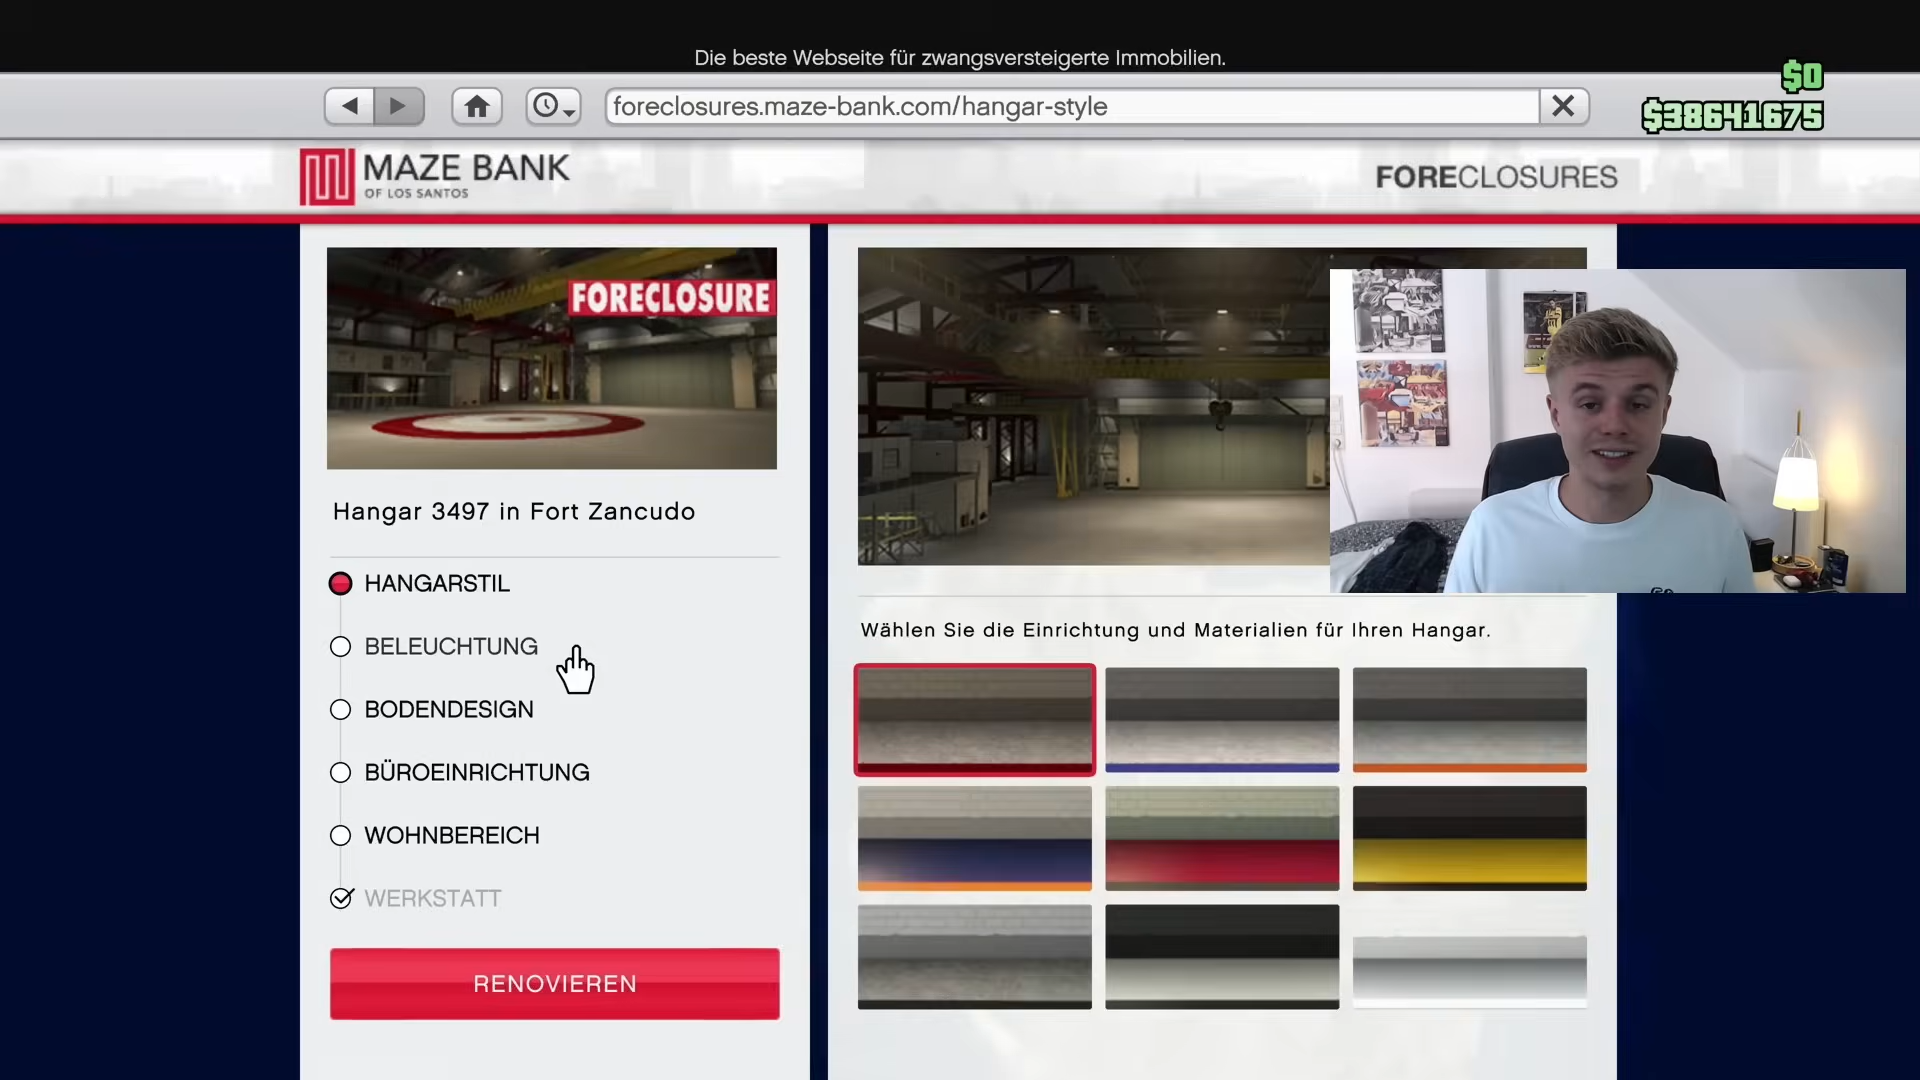 Die beste Webseite für zwangsversteigerte Immobilien.
$0
foreclosures.maze-bank.com/hangar-style
$38641675
MAZE BANK
OF LOS SANTOS
FORECLOSURES
FORECLOSURE
Hangar 3497 in Fort Zancudo
HANGARSTIL
BELEUCHTUNG
BODENDESIGN
BÜROEINRICHTUNG
WOHNBEREICH
WERKSTATT
RENOVIEREN
Wählen Sie die Einrichtung und Materialien für Ihren Hangar.